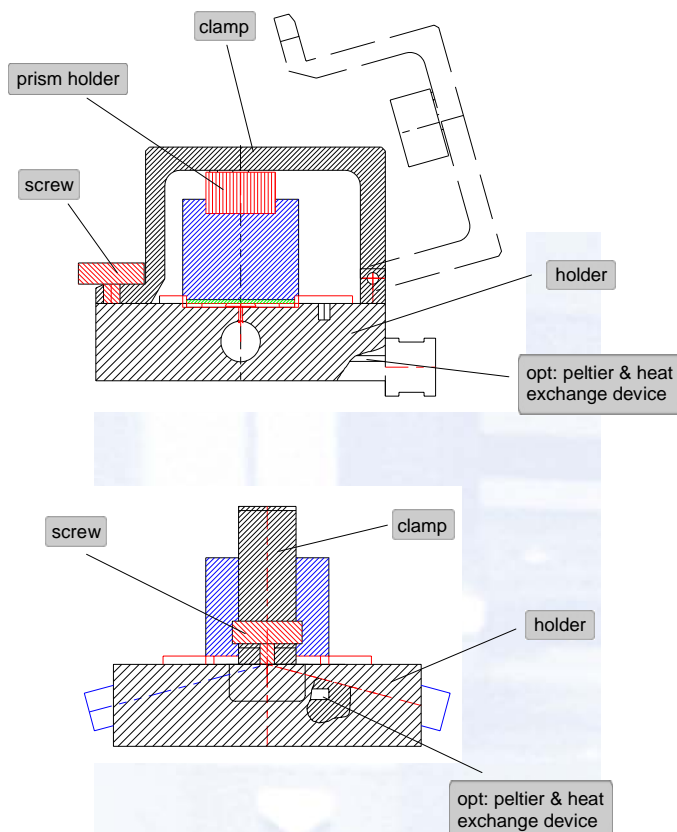 clamp
prism holder
screw
holder
opt: peltier & heat
exchange device
screw
clamp
holder
opt: peltier & heat
exchange device